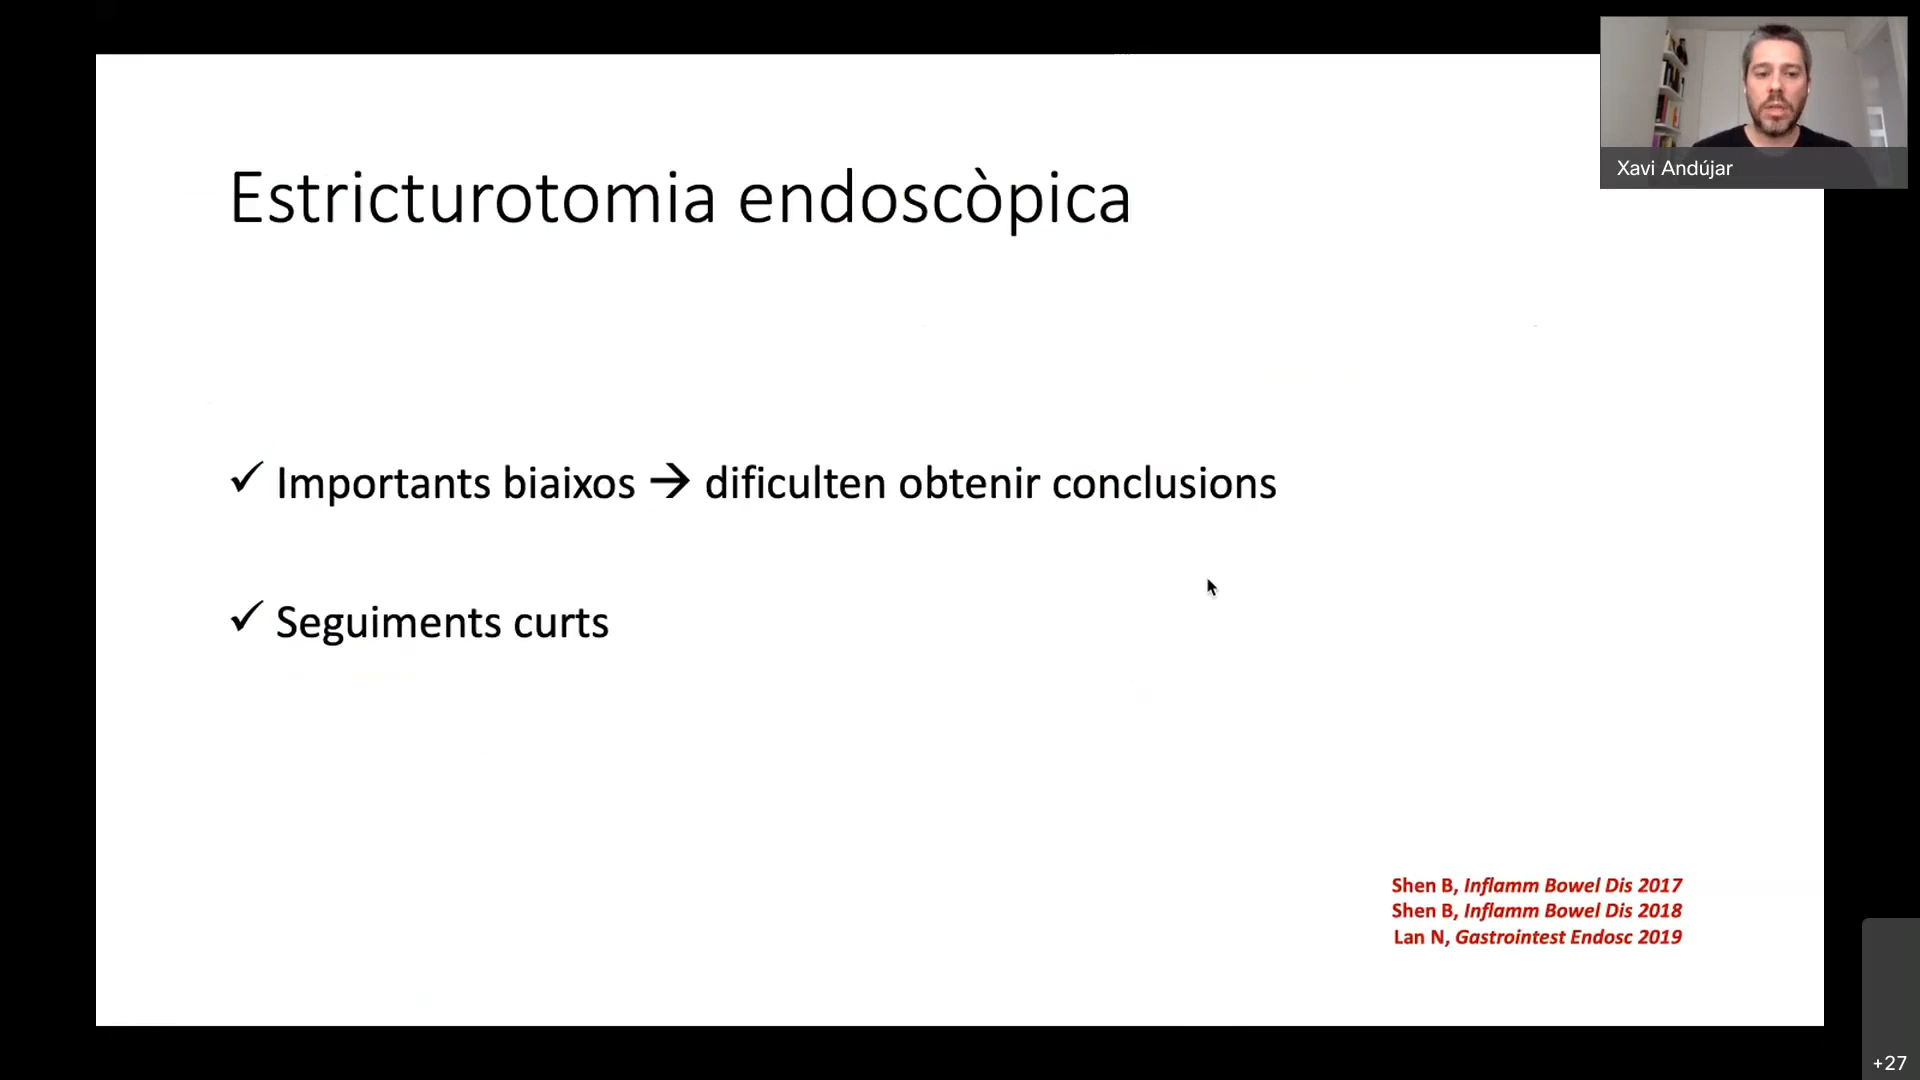 Xavi Andújar
Estricturotomia endoscòpica
✓ Importants biaixos → dificulten obtenir conclusions
✓ Seguiments curts
Shen B, Inflamm Bowel Dis 2017
Shen B, Inflamm Bowel Dis 2018
Lan N, Gastrointest Endosc 2019
+27